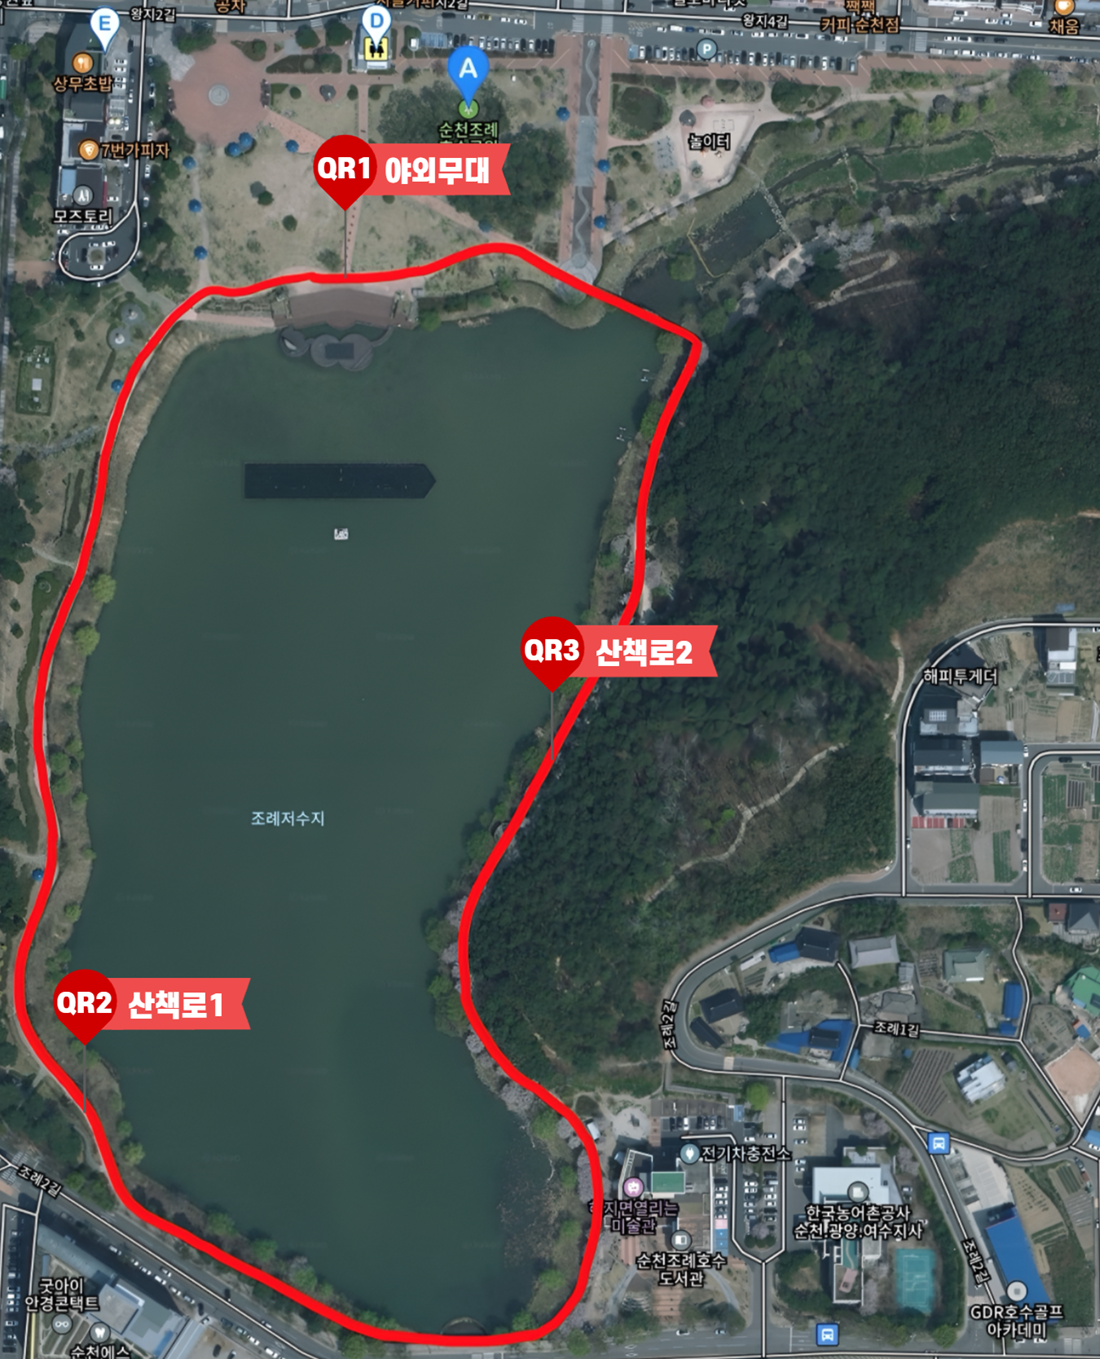 왕지2길
공차
왕지4길
짹짹
커피 순천점
채움
E
D
A
P
상무초밥
순천조례
놀이터
7번가피자
QR1 야외무대
모즈토리
QR3 산책로2
해피투게더
조례저수지
QR2 산책로1
조례2길
조례1길
전기차충전소
미술관
한국농어촌공사
순천.광양.여수지사
순천조례호수
도서관
조례2길
조례2길
굿아이
안경콘택트
GDR호수골프
아카데미
순천에스